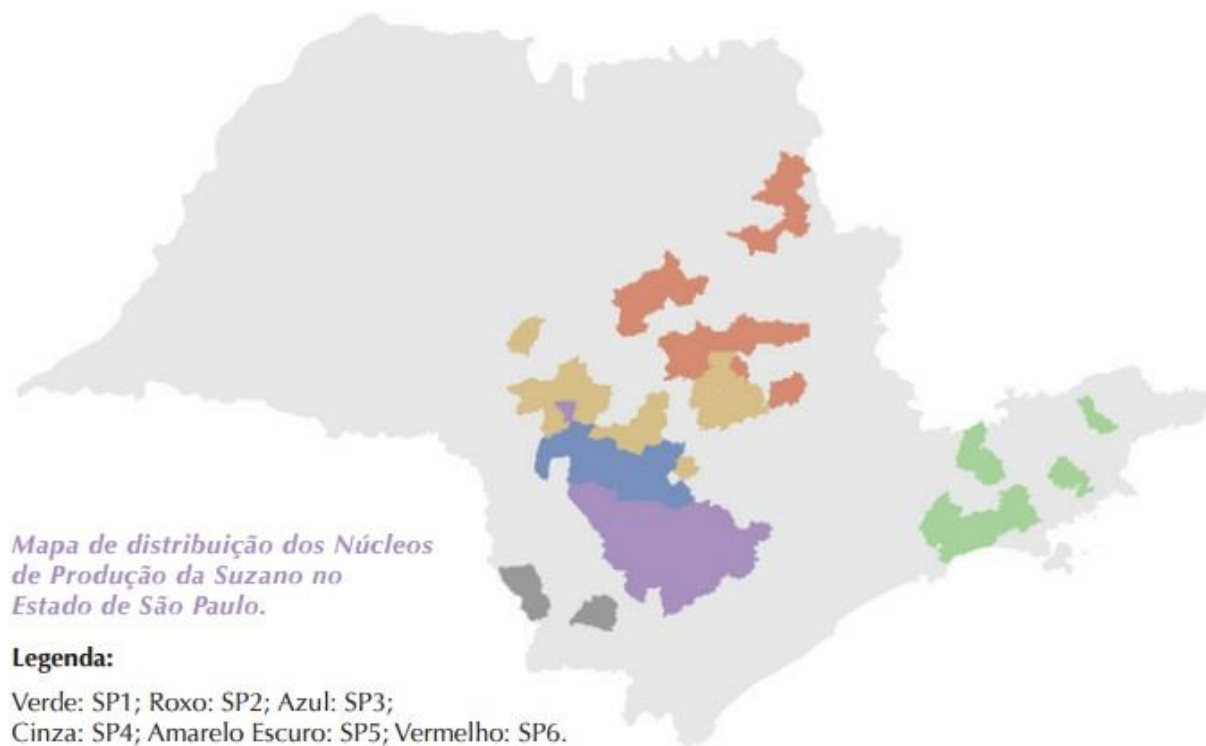 Mapa de distribuição dos Núcleos
de Produção da Suzano no
Estado de São Paulo.
Legenda:
Verde: SP1; Roxo: SP2; Azul: SP3;
Cinza: SP4; Amarelo Escuro: SP5; Vermelho: SP6.